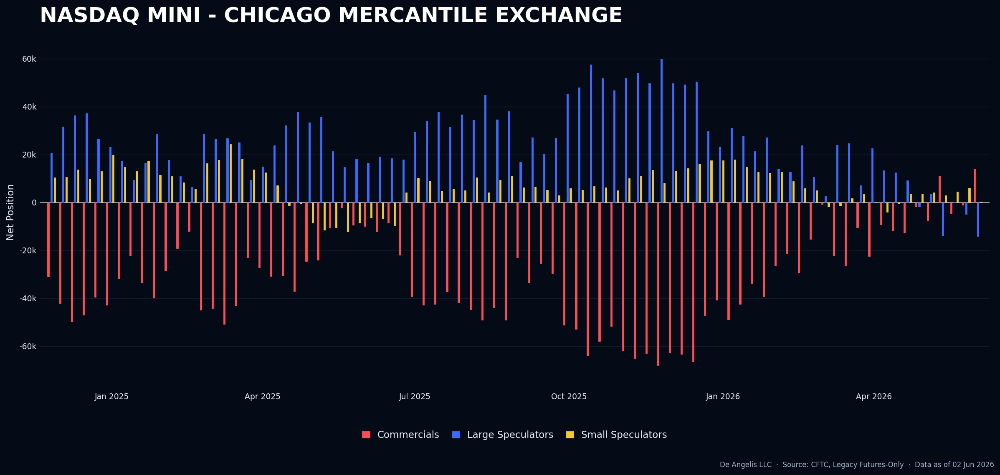 NASDAQ MINI - CHICAGO MERCANTILE EXCHANGE
Net Position
60k
40k
20k
0
-20k
-40k
-60k
Jan 2025 Apr 2025 Jul 2025 Oct 2025 Jan 2026 Apr 2026
Commercials Large Speculators Small Speculators
De Angelis LLC · Source: CFTC, Legacy Futures-Only · Data as of 02 Jun 2026